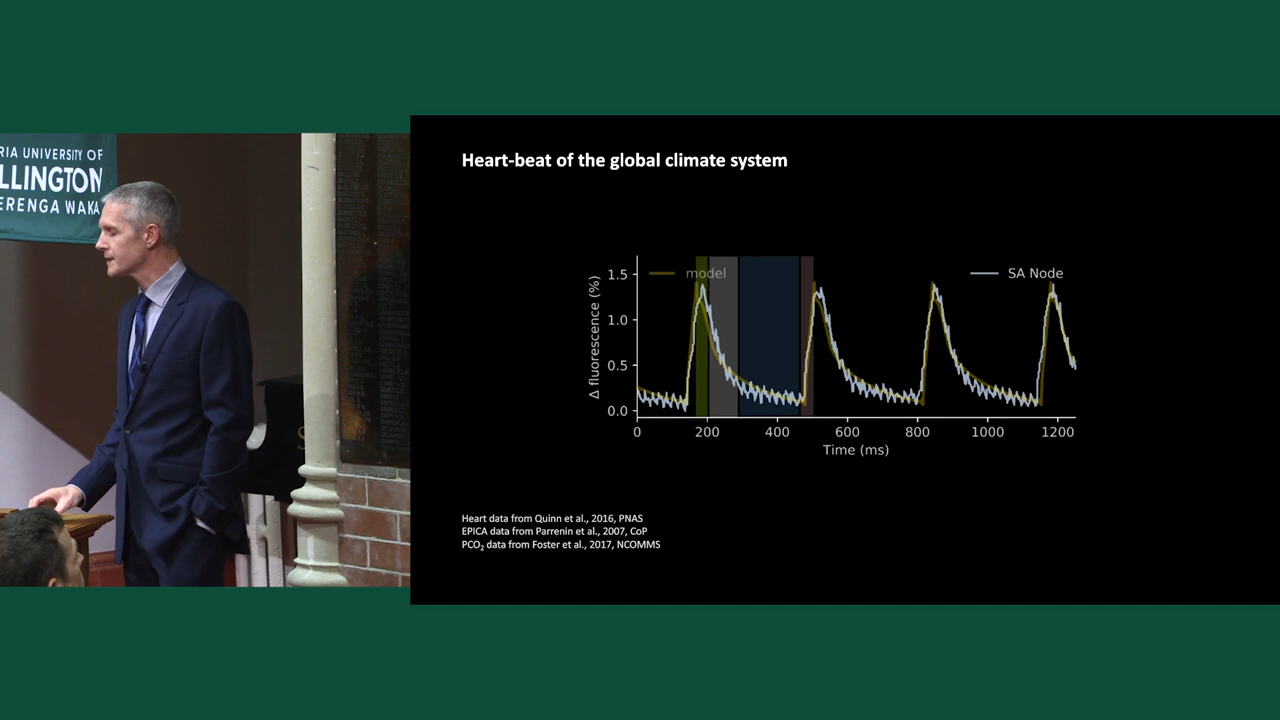 RIA UNIVERSITY OF
LLINGTON
ERENGA WAKA
Heart-beat of the global climate system
model
SA Node
Δ fluorescence (%)
1.5
1.0
0.5
0.0
0 200 400 600 800 1000 1200
Time (ms)
Heart data from Quinn et al., 2016, PNAS
EPICA data from Parrenin et al., 2007, CoP
PCO₂ data from Foster et al., 2017, NCOMMS